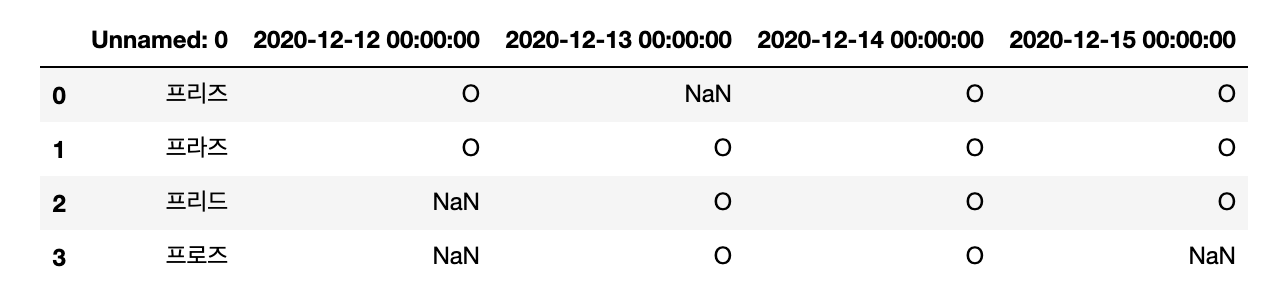 Unnamed: 0 2020-12-12 00:00:00 2020-12-13 00:00:00 2020-12-14 00:00:00 2020-12-15 00:00:00
0 프리즈 O NaN O O
1 프라즈 O O O O
2 프리드 NaN O O O
3 프로즈 NaN O O NaN